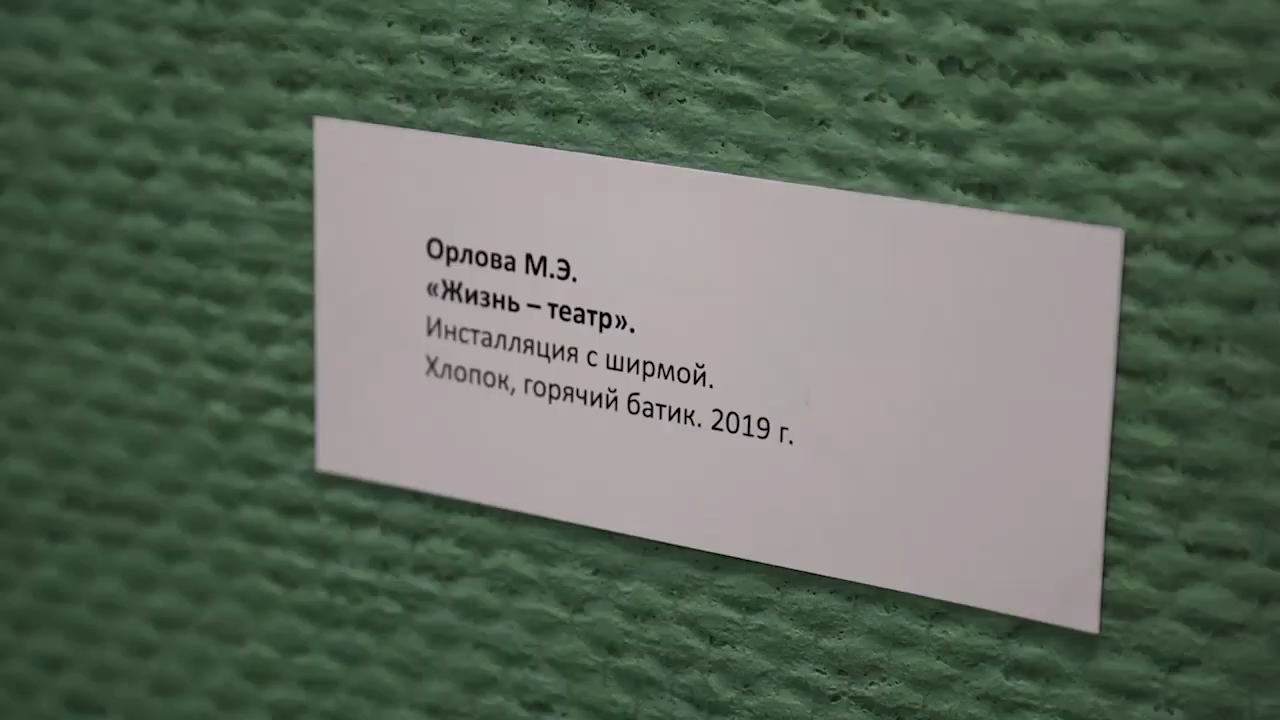 Орлова М.Э.
«Жизнь – театр».
Инсталляция с ширмой.
Хлопок, горячий батик. 2019 г.